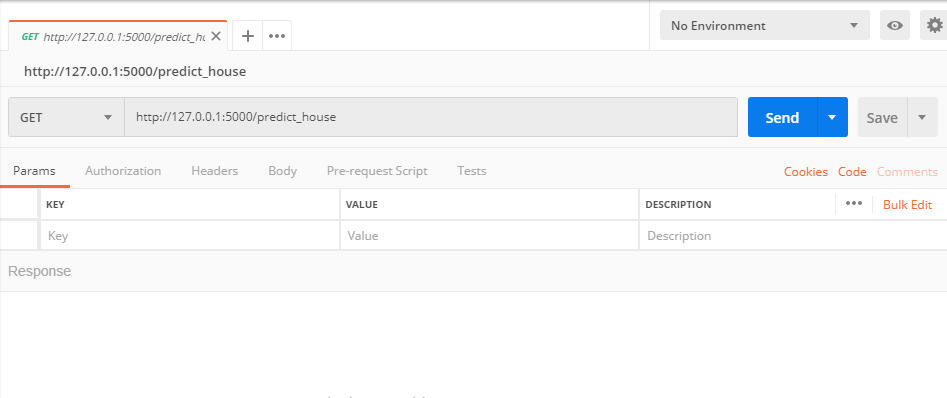 GET http://127.0.0.1:5000/predict_ho
No Environment
http://127.0.0.1:5000/predict_house
GET http://127.0.0.1:5000/predict_house Send Save
Params Authorization Headers Body Pre-request Script Tests Cookies Code Comments
KEY VALUE DESCRIPTION Bulk Edit
Key Value Description
Response